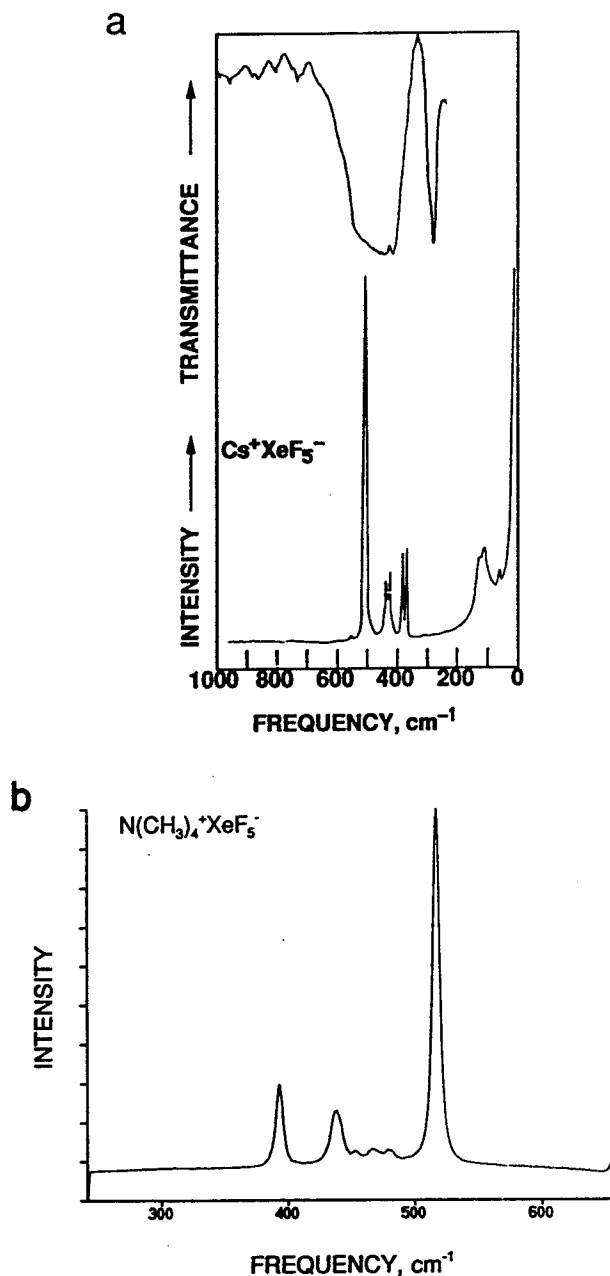 a
TRANSMITTANCE
INTENSITY
Cs⁺XeF₅⁻
1000 800 600 400 200 0
FREQUENCY, cm⁻¹
b
N(CH₃)₄⁺XeF₅⁻
INTENSITY
300 400 500 600
FREQUENCY, cm⁻¹